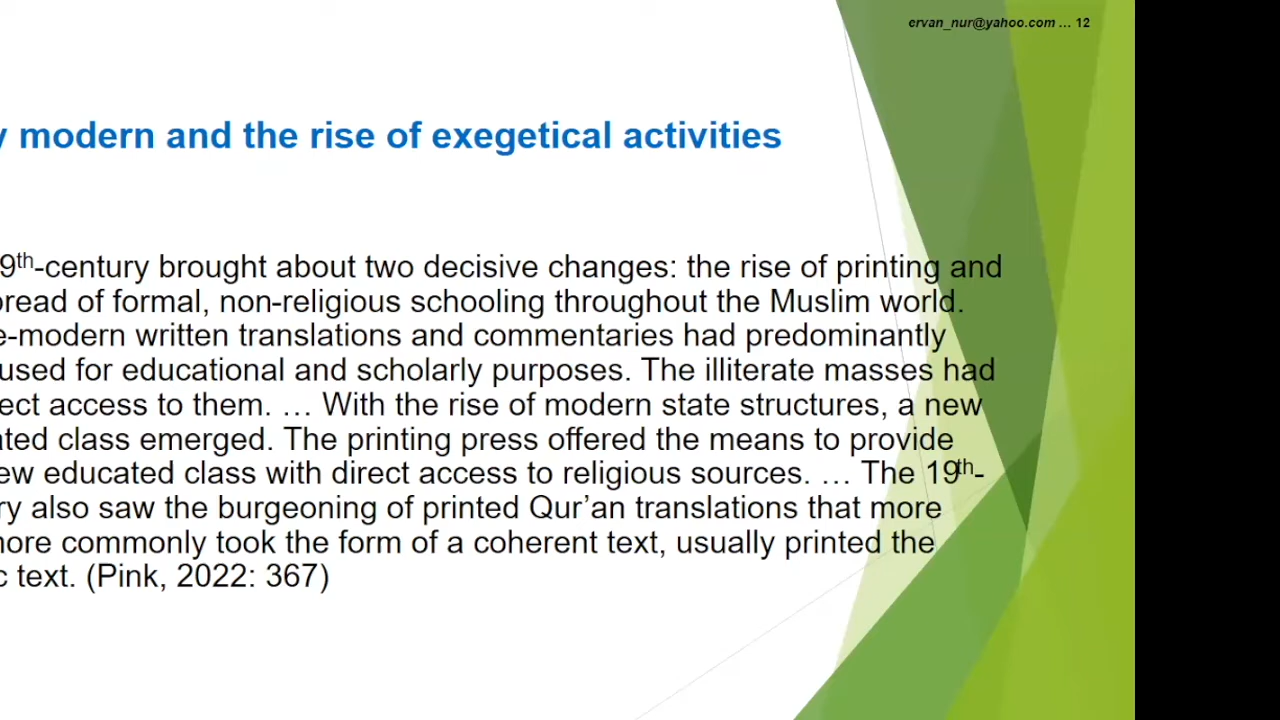 ervan_nur@yahoo.com ... 12
modern and the rise of exegetical activities
9th-century brought about two decisive changes: the rise of printing and
of formal, non-religious schooling throughout the Muslim world.
e-modern written translations and commentaries had predominantly
used for educational and scholarly purposes. The illiterate masses had
ect access to them. … With the rise of modern state structures, a new
ated class emerged. The printing press offered the means to provide
ew educated class with direct access to religious sources. … The 19th-
ry also saw the burgeoning of printed Qur’an translations that more
ore commonly took the form of a coherent text, usually printed the
c text. (Pink, 2022: 367)